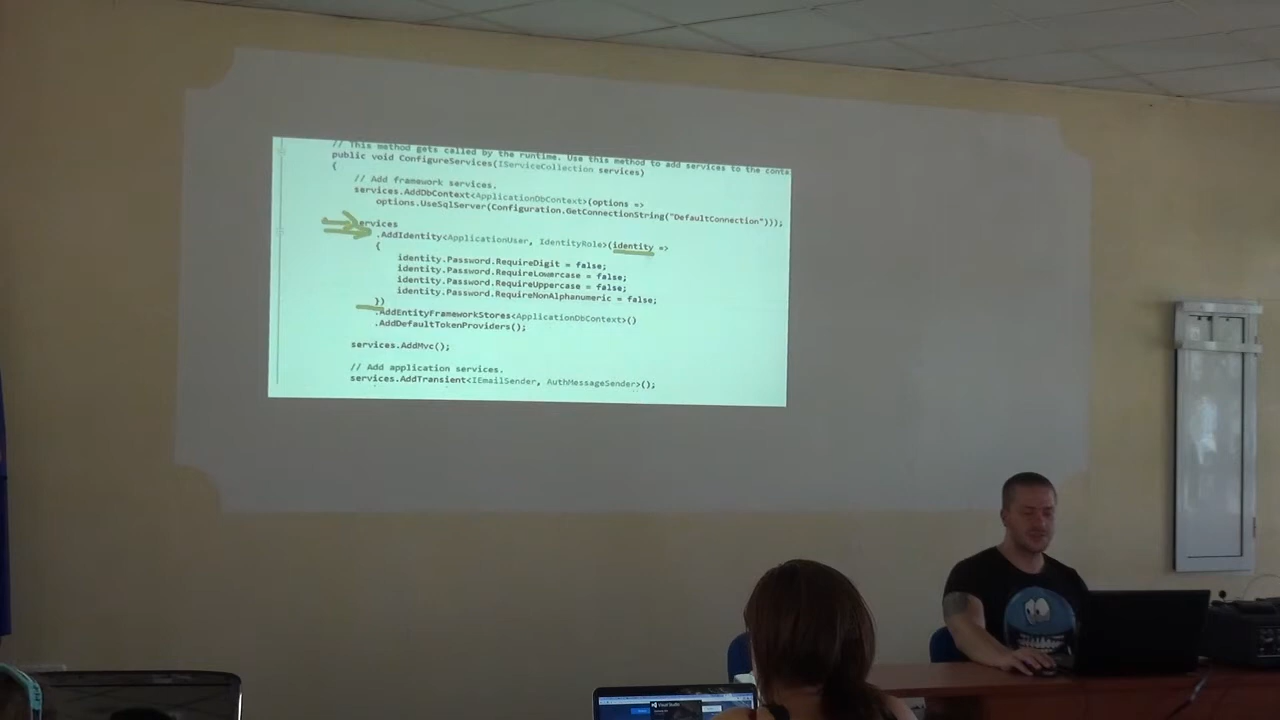 // This method gets called by the runtime. Use this method to add services to the conta
public void ConfigureServices(IServiceCollection services)
{
// Add framework services.
services.AddDbContext<ApplicationDbContext>(options =>
options.UseSqlServer(Configuration.GetConnectionString("DefaultConnection")));
services
.AddIdentity<ApplicationUser, IdentityRole>(identity =>
{
identity.Password.RequireDigit = false;
identity.Password.RequireLowercase = false;
identity.Password.RequireUppercase = false;
identity.Password.RequireNonAlphanumeric = false;
})
.AddEntityFrameworkStores<ApplicationDbContext>()
.AddDefaultTokenProviders();
services.AddMvc();
// Add application services.
services.AddTransient<IEmailSender, AuthMessageSender>();
Visual Studio